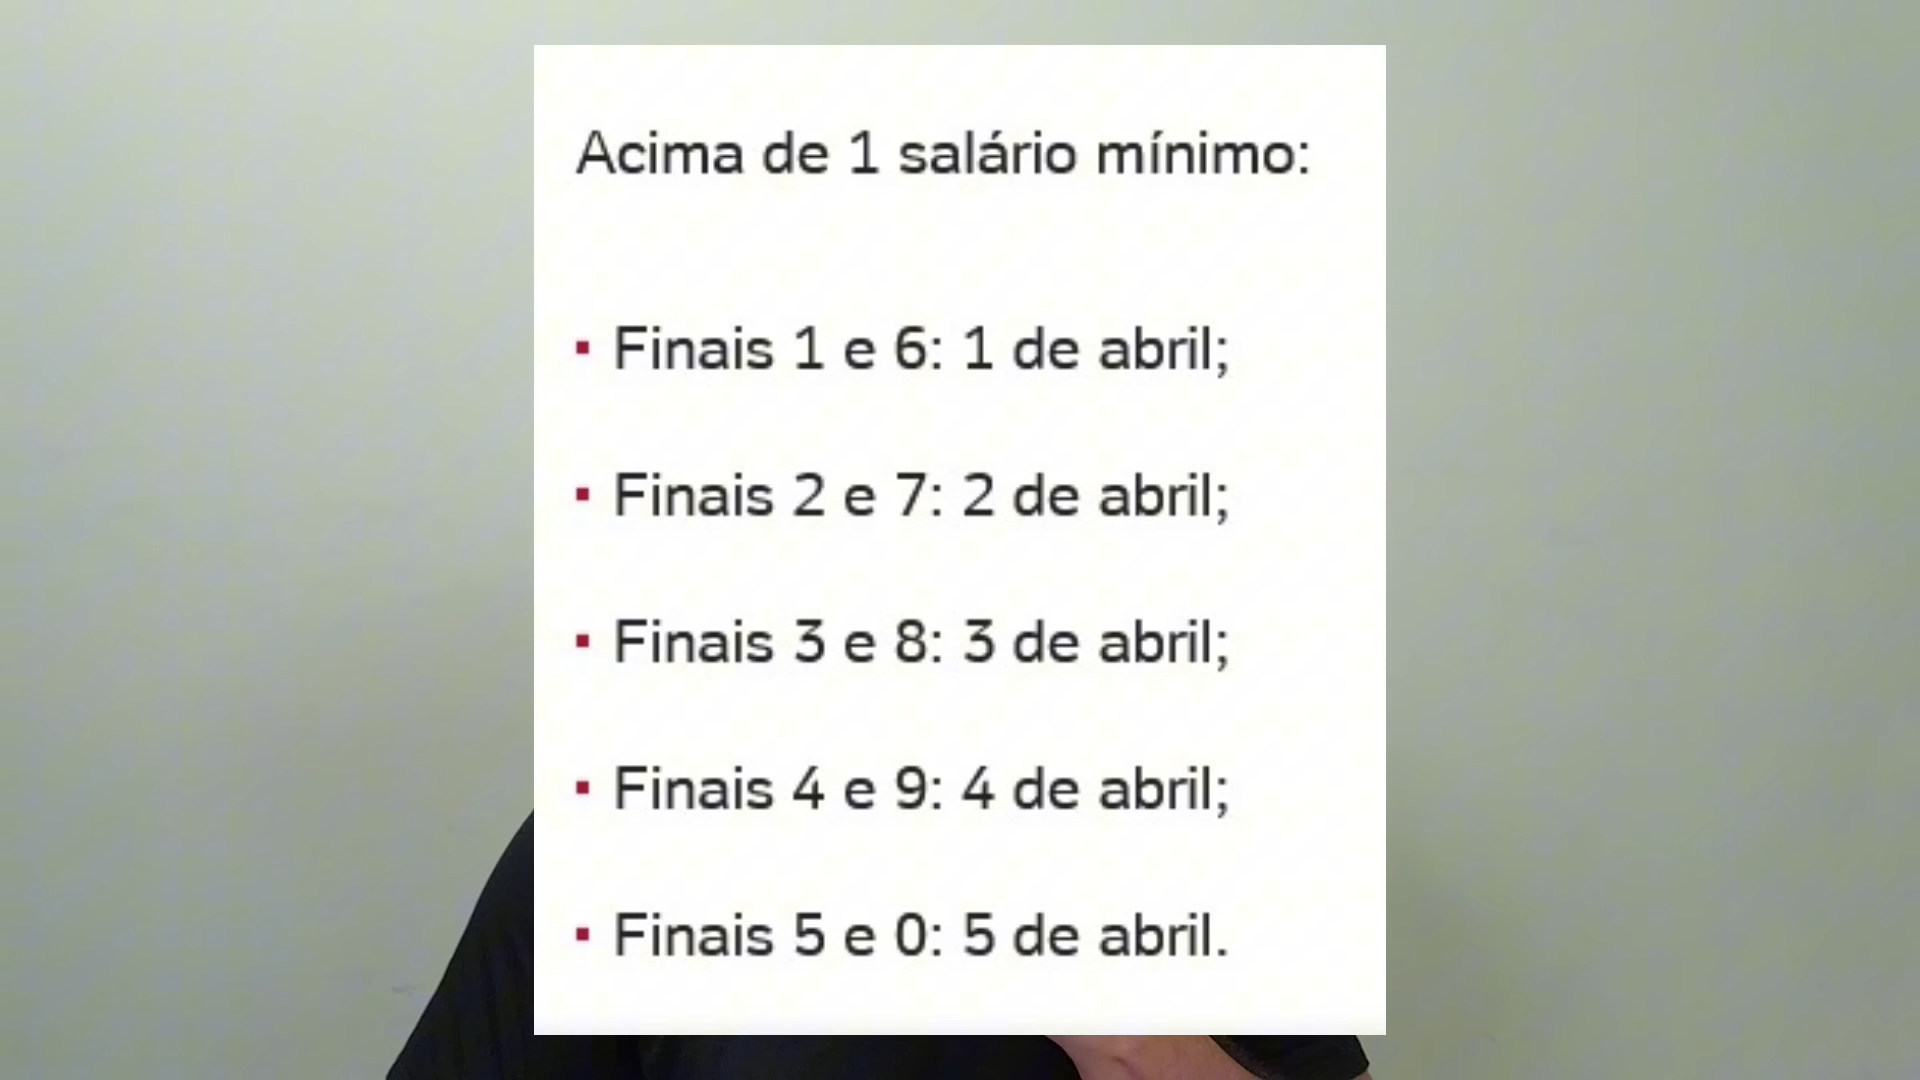 Acima de 1 salário mínimo:
▪ Finais 1 e 6: 1 de abril;
▪ Finais 2 e 7: 2 de abril;
▪ Finais 3 e 8: 3 de abril;
▪ Finais 4 e 9: 4 de abril;
▪ Finais 5 e 0: 5 de abril.